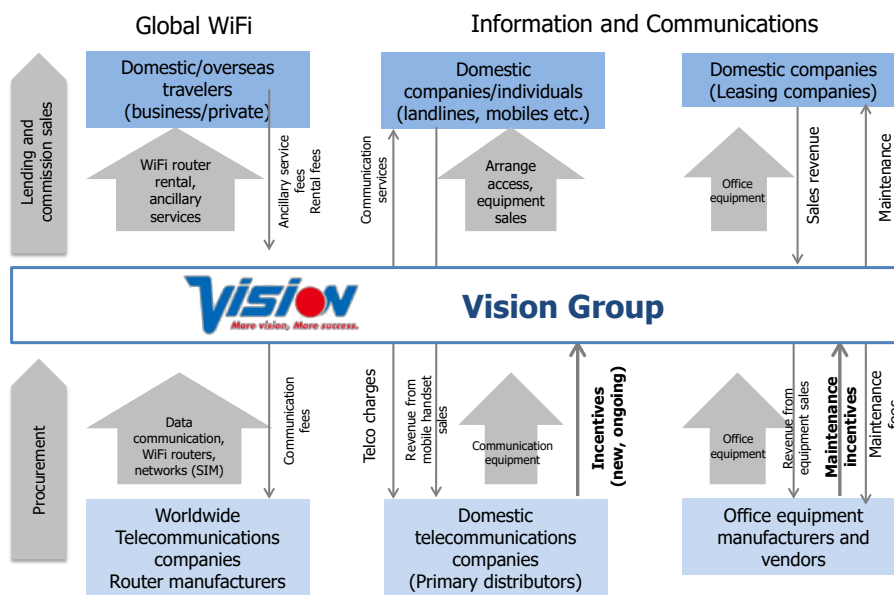 Global WiFi
Information and Communications
Lending and
commission sales
Domestic/overseas
travelers
(business/private)
Domestic
companies/individuals
(landlines, mobiles etc.)
Domestic companies
(Leasing companies)
WiFi router
rental,
ancillary
services
Ancillary service
fees
Rental fees
Communication
services
Arrange
access,
equipment
sales
Office
equipment
Sales revenue
Maintenance
VISION
More vision, More success.
Vision Group
Procurement
Data
communication,
WiFi routers,
networks (SIM)
Communication
fees
Telco charges
Revenue from
mobile handset
sales
Communication
equipment
Incentives
(new, ongoing)
Office
equipment
Revenue from
equipment sales
Maintenance
incentives
Maintenance
fees
Worldwide
Telecommunications
companies
Router manufacturers
Domestic
telecommunications
companies
(Primary distributors)
Office equipment
manufacturers and
vendors